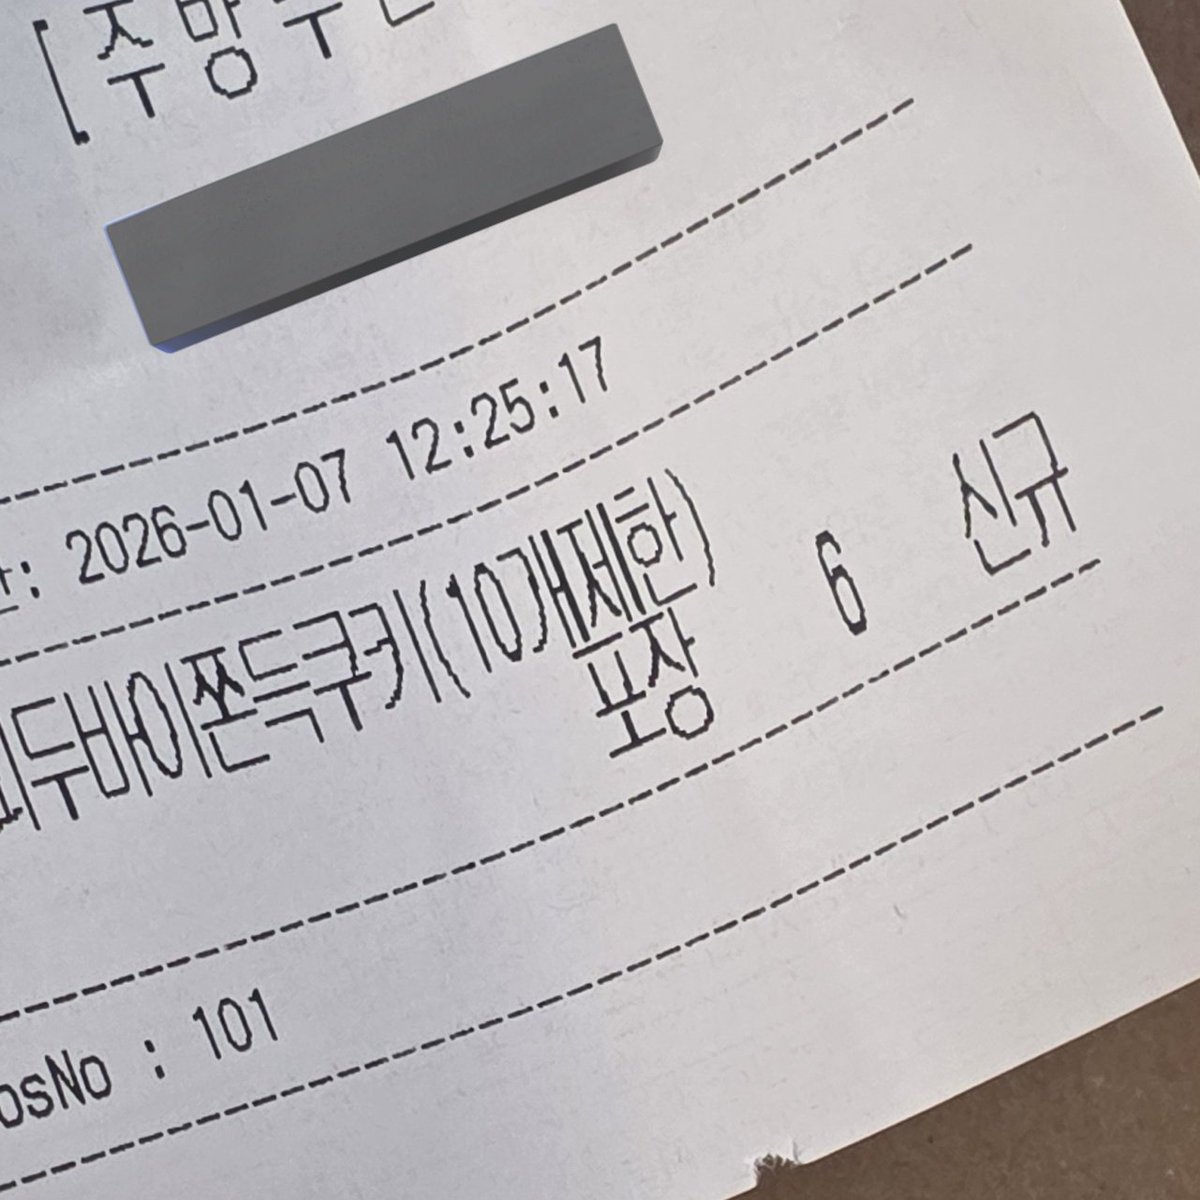 [주방주
: 2026-01-07 12:25:17
피두바이쫀득쿠키(10개제한) 6 신규
포장
osNo : 101